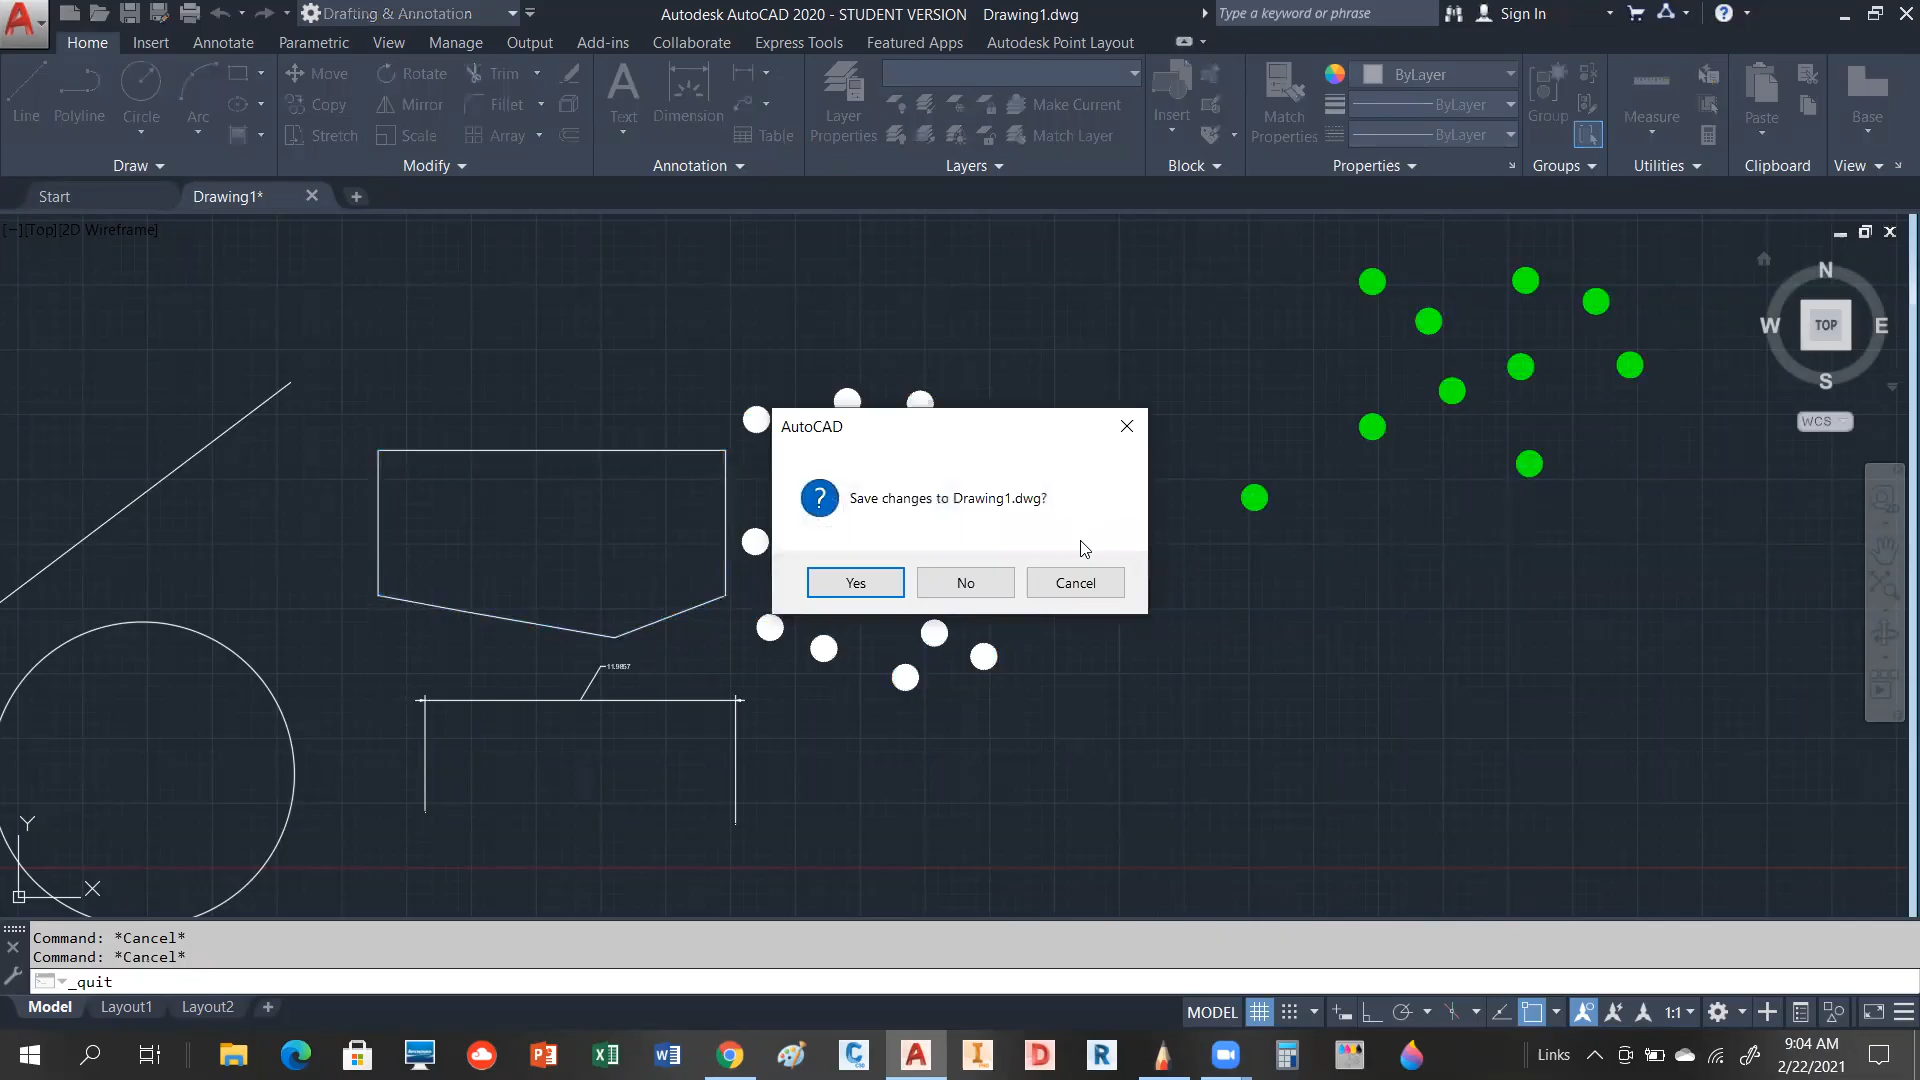 Drafting & Annotation
Autodesk AutoCAD 2020 - STUDENT VERSION Drawing1.dwg
Type a keyword or phrase
Sign In
Home Insert Annotate Parametric View Manage Output Add-ins Collaborate Express Tools Featured Apps Autodesk Point Layout
Line Polyline Circle Arc
Move Rotate Trim
Copy Mirror Fillet
Stretch Scale Array
Text Dimension
Table
Layer Properties
Make Current
Match Layer
Insert
Match Properties
ByLayer
ByLayer
ByLayer
Group
Measure
Paste
Base
Draw Modify Annotation Layers Block Properties Groups Utilities Clipboard View
Start Drawing1*
[−][Top][2D Wireframe]
N
W TOP E
S
WCS
AutoCAD
Save changes to Drawing1.dwg?
Yes No Cancel
11.9857
Y
X
Command: *Cancel*
Command: *Cancel*
_quit
Model Layout1 Layout2
MODEL
1:1
Links
9:04 AM
2/22/2021